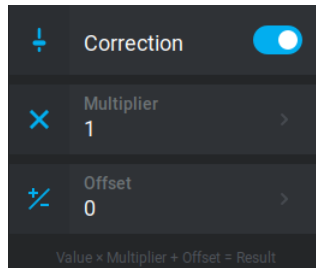 Correction
Multiplier
1
Offset
0
Value × Multiplier + Offset = Result